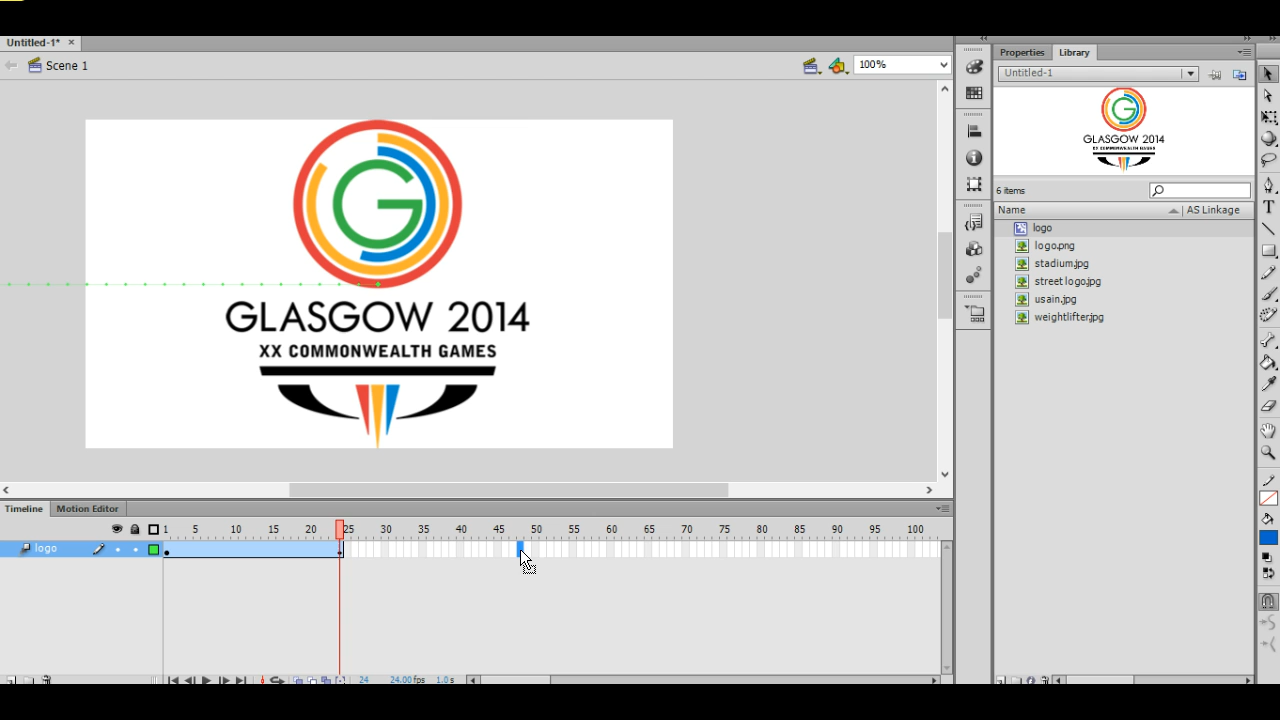 Untitled-1* ×
Scene 1
100%
Properties Library
Untitled-1
GLASGOW 2014
XX COMMONWEALTH GAMES
6 items
Name AS Linkage
logo
logo.png
stadium.jpg
street logo.jpg
usain.jpg
weightlifter.jpg
GLASGOW 2014
XX COMMONWEALTH GAMES
Timeline Motion Editor
1 5 10 15 20 25 30 35 40 45 50 55 60 65 70 75 80 85 90 95 100
logo
24 24.00 fps 1.0 s